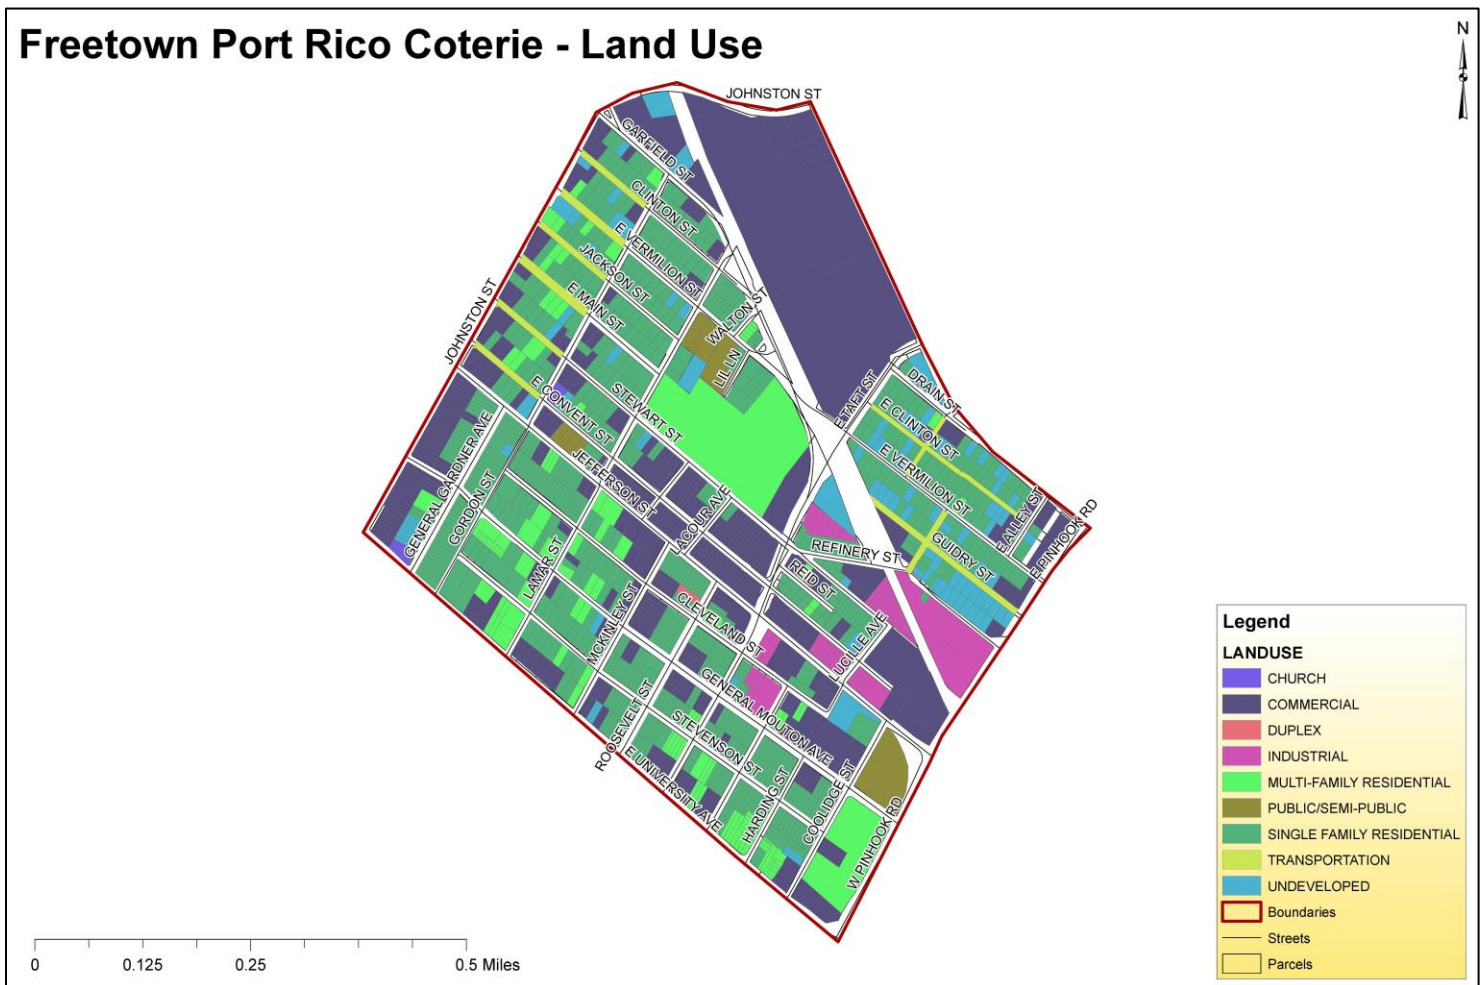 Freetown Port Rico Coterie - Land Use
N
JOHNSTON ST
GARFIELD ST
CLINTON ST
E VERMILION ST
JACKSON ST
E MAIN ST
WALTON ST
LIL LN
JOHNSTON ST
STEWART ST
E CONVENT ST
JEFFERSON ST
GENERAL GARDNER AVE
GORDON ST
LAMAR ST
LACOUR AVE
MCKINLEY ST
CLEVELAND ST
E TAFT ST
DRAIN ST
E CLINTON ST
E VERMILION ST
GUIDRY ST
E ALLEY ST
E PINHOOK RD
REFINERY ST
REID ST
LUCILLE AVE
GENERAL MOUTON AVE
STEVENSON ST
ROOSEVELT ST
E UNIVERSITY AVE
HARDING ST
COOLIDGE ST
W PINHOOK RD
Legend
LANDUSE
CHURCH
COMMERCIAL
DUPLEX
INDUSTRIAL
MULTI-FAMILY RESIDENTIAL
PUBLIC/SEMI-PUBLIC
SINGLE FAMILY RESIDENTIAL
TRANSPORTATION
UNDEVELOPED
Boundaries
Streets
Parcels
0 0.125 0.25 0.5 Miles